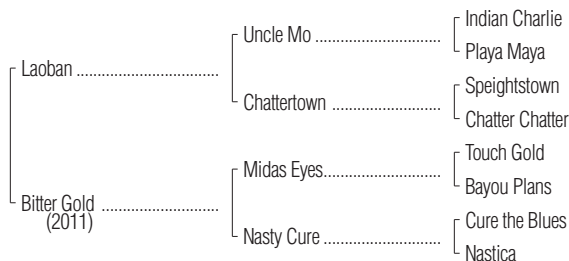 Indian Charlie
Uncle Mo
Playa Maya
Laoban
Speightstown
Chattertown
Chatter Chatter
Touch Gold
Midas Eyes
Bayou Plans
Bitter Gold
(2011)
Cure the Blues
Nasty Cure
Nastica